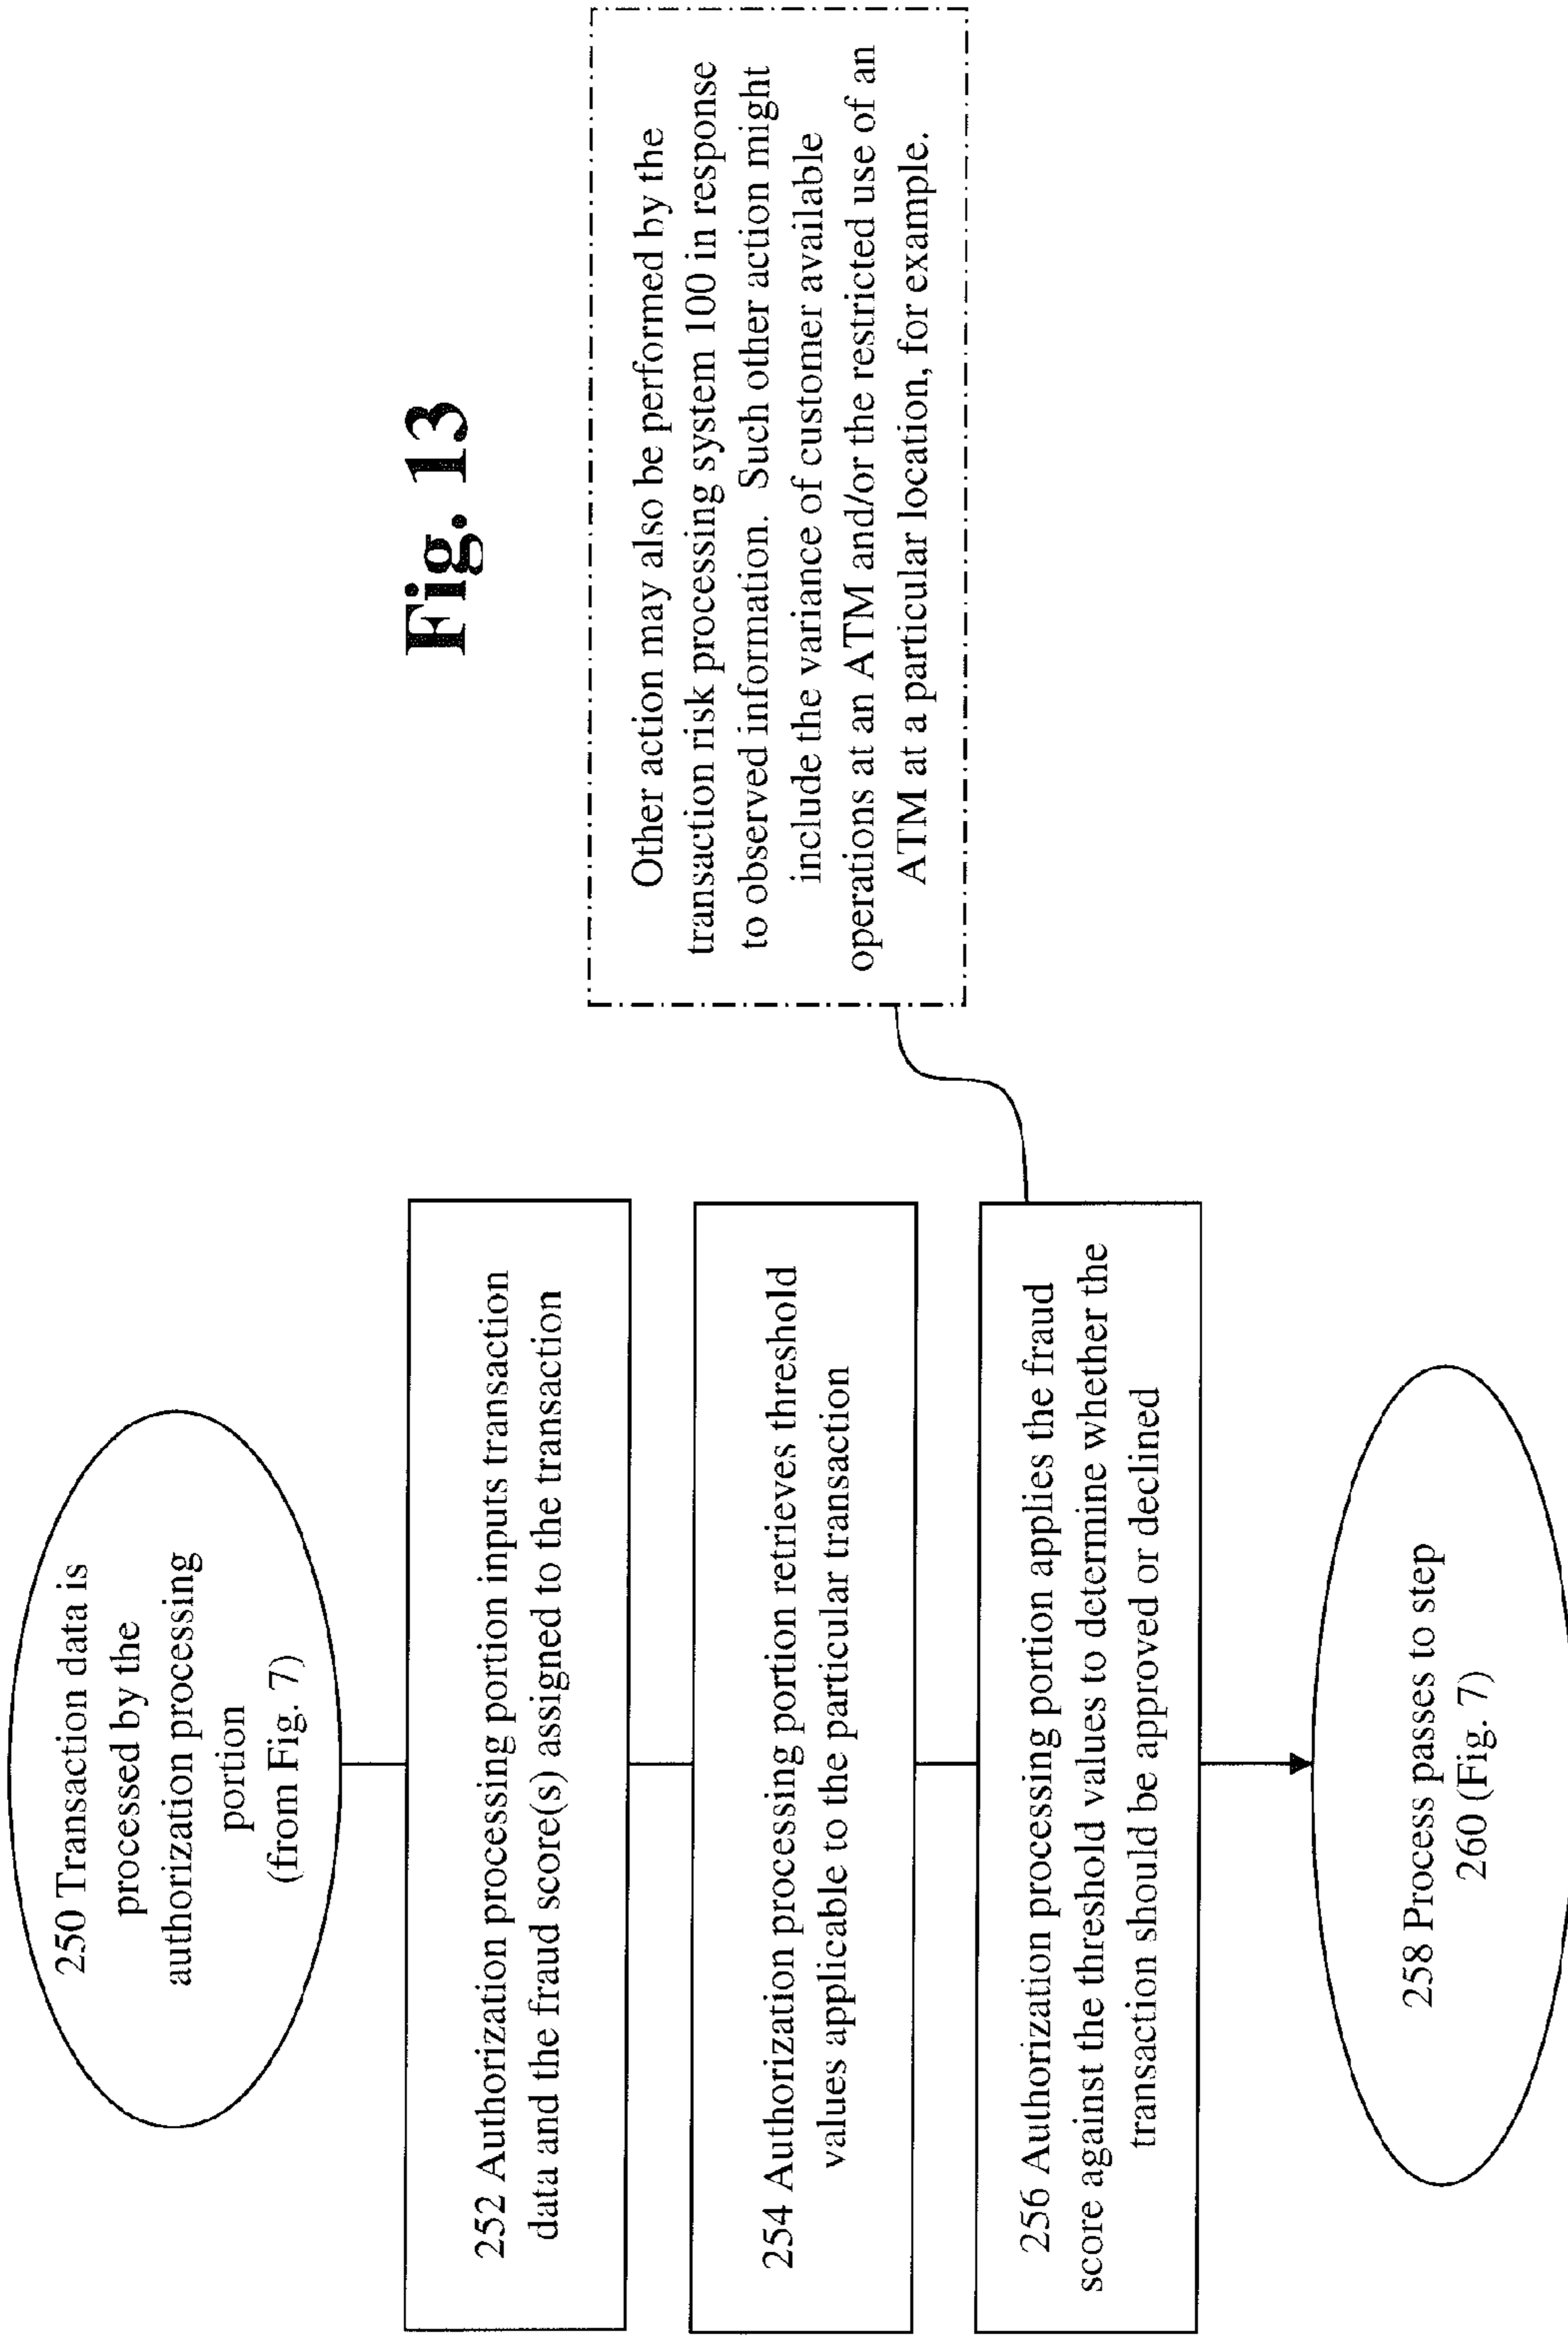 Fig. 13
250 Transaction data is
processed by the
authorization processing
portion
(from Fig. 7)
252 Authorization processing portion inputs transaction
data and the fraud score(s) assigned to the transaction
254 Authorization processing portion retrieves threshold
values applicable to the particular transaction
256 Authorization processing portion applies the fraud
score against the threshold values to determine whether the
transaction should be approved or declined
Other action may also be performed by the
transaction risk processing system 100 in response
to observed information. Such other action might
include the variance of customer available
operations at an ATM and/or the restricted use of an
ATM at a particular location, for example.
258 Process passes to step
260 (Fig. 7)